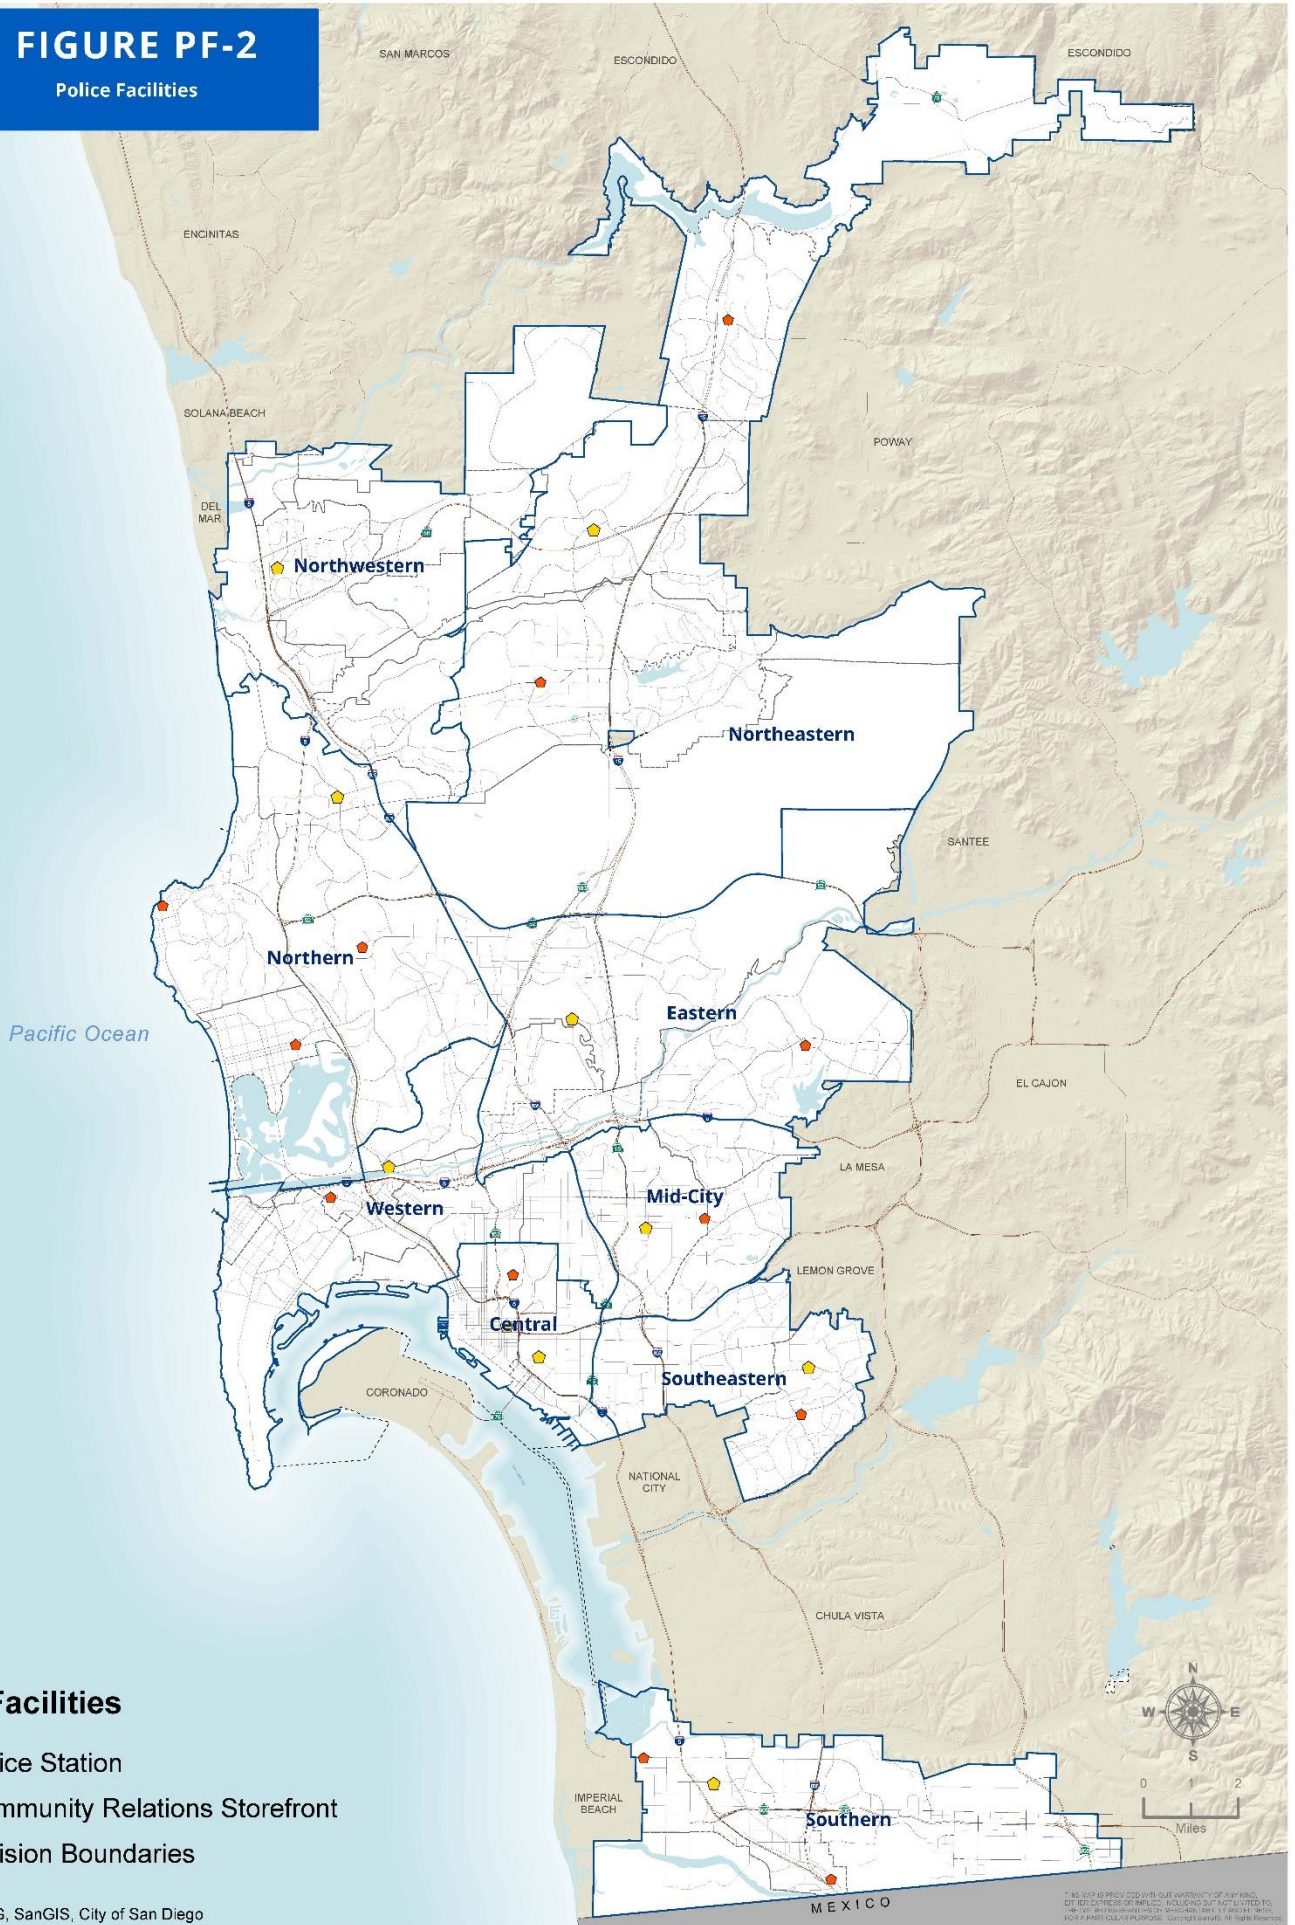 FIGURE PF-2
Police Facilities
SAN MARCOS
ESCONDIDO
ESCONDIDO
ENCINITAS
SOLANA BEACH
POWAY
DEL
MAR
Northwestern
Northeastern
SANTEE
Northern
Eastern
Pacific Ocean
EL CAJON
LA MESA
Mid-City
Western
LEMON GROVE
Central
Southeastern
CORONADO
NATIONAL
CITY
CHULA VISTA
N
W
E
S
0 1 2
Miles
IMPERIAL
BEACH
Southern
MEXICO
Facilities
ice Station
mmunity Relations Storefront
ision Boundaries
G, SanGIS, City of San Diego